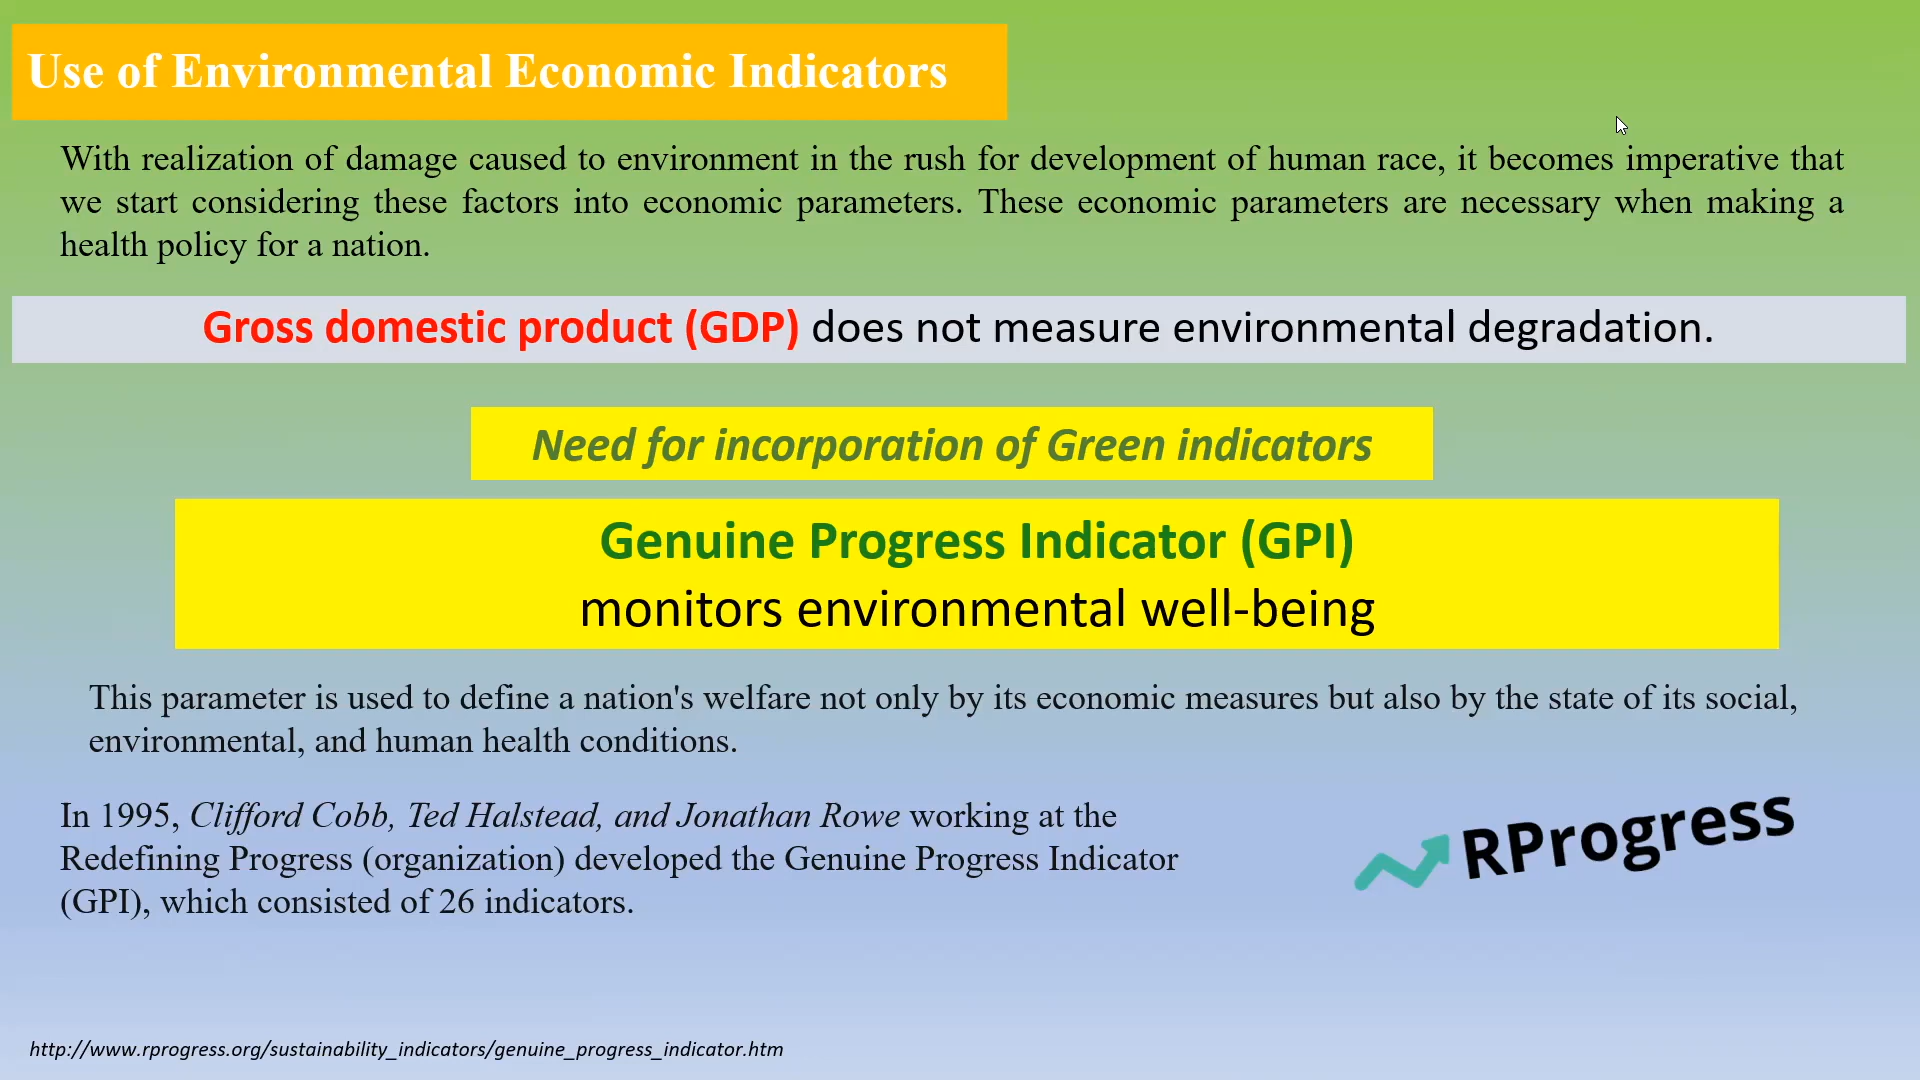 Use of Environmental Economic Indicators
With realization of damage caused to environment in the rush for development of human race, it becomes imperative that
we start considering these factors into economic parameters. These economic parameters are necessary when making a
health policy for a nation.
Gross domestic product (GDP) does not measure environmental degradation.
Need for incorporation of Green indicators
Genuine Progress Indicator (GPI)
monitors environmental well-being
This parameter is used to define a nation's welfare not only by its economic measures but also by the state of its social,
environmental, and human health conditions.
In 1995, Clifford Cobb, Ted Halstead, and Jonathan Rowe working at the
Redefining Progress (organization) developed the Genuine Progress Indicator
(GPI), which consisted of 26 indicators.
RProgress
http://www.rprogress.org/sustainability_indicators/genuine_progress_indicator.htm